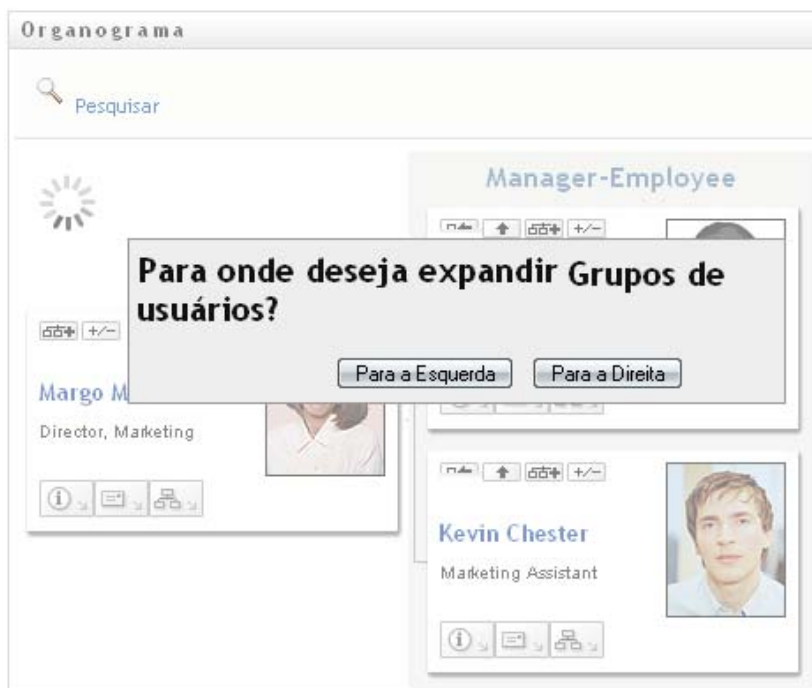 Organograma
Pesquisar
Manager-Employee
+/-
Para onde deseja expandir Grupos de
usuários?
Para a Esquerda Para a Direita
+/-
Margo
Director, Marketing
+/-
Kevin Chester
Marketing Assistant